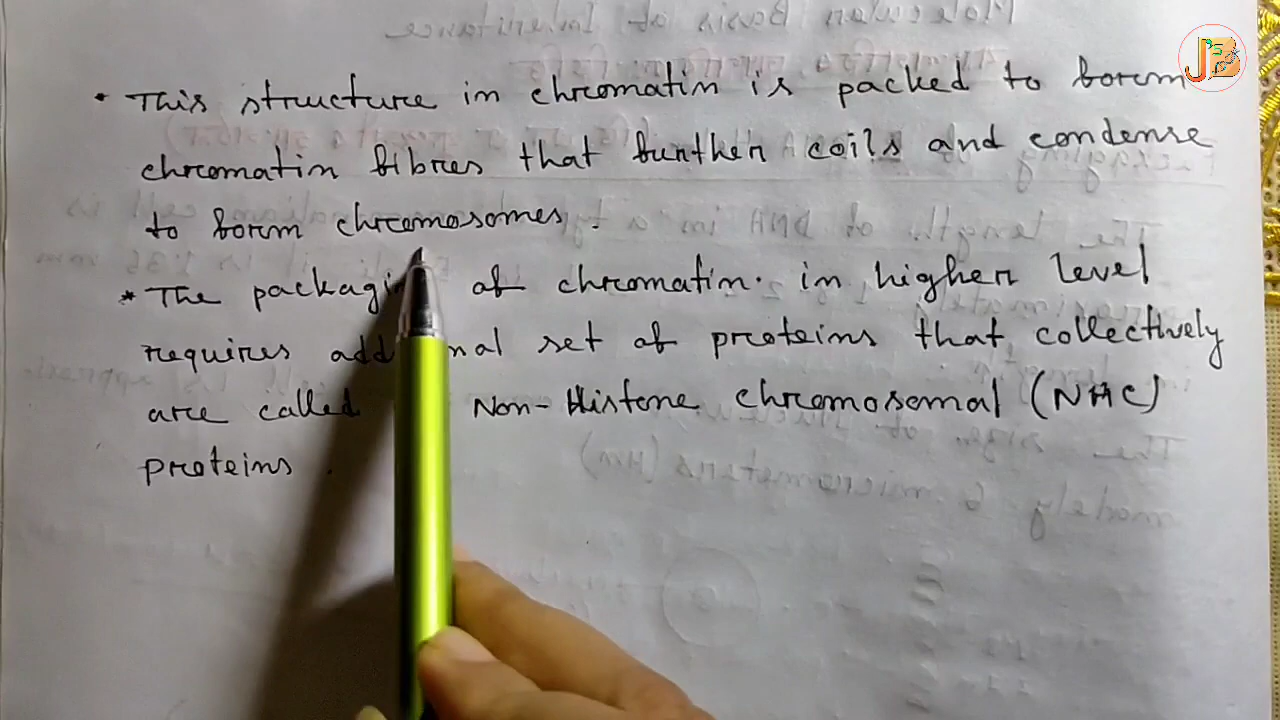 • This structure in chromatin is packed to form
chromatin fibres that further coils and condense
to form chromosomes.
* The packagin of chromatin. in higher level
requires add nal set of proteins that collectively
are called Non-Histone chromosomal (NHC)
proteins.